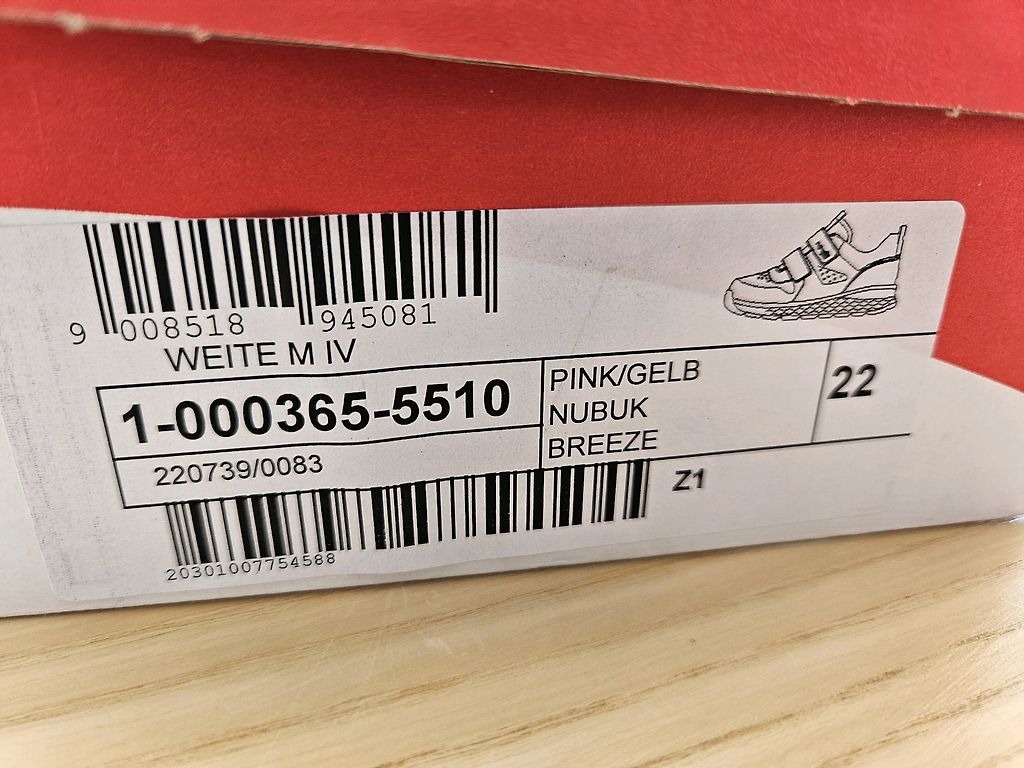 9 008518 945081
WEITE M IV
1-000365-5510
220739/0083
PINK/GELB
NUBUK
BREEZE
22
Z1
20301007754588